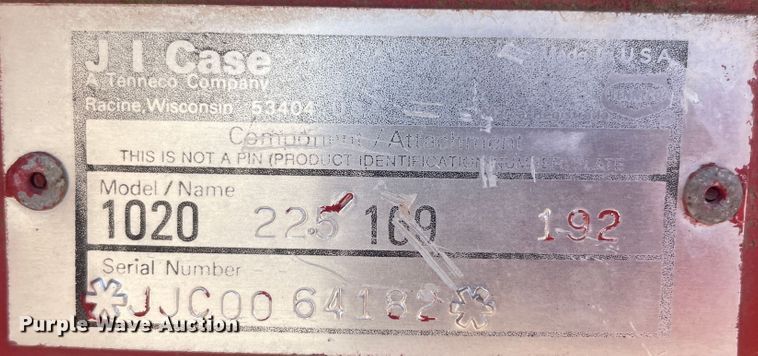 J I Case
Made in USA
A Tenneco Company
Racine, Wisconsin 53404 U S
Component / Attachment
THIS IS NOT A PIN (PRODUCT IDENTIFICATION NUMBER) PLATE
Model / Name
1020 22.5 169 192
Serial Number
*JJC0064182*
Purple Wave Auction